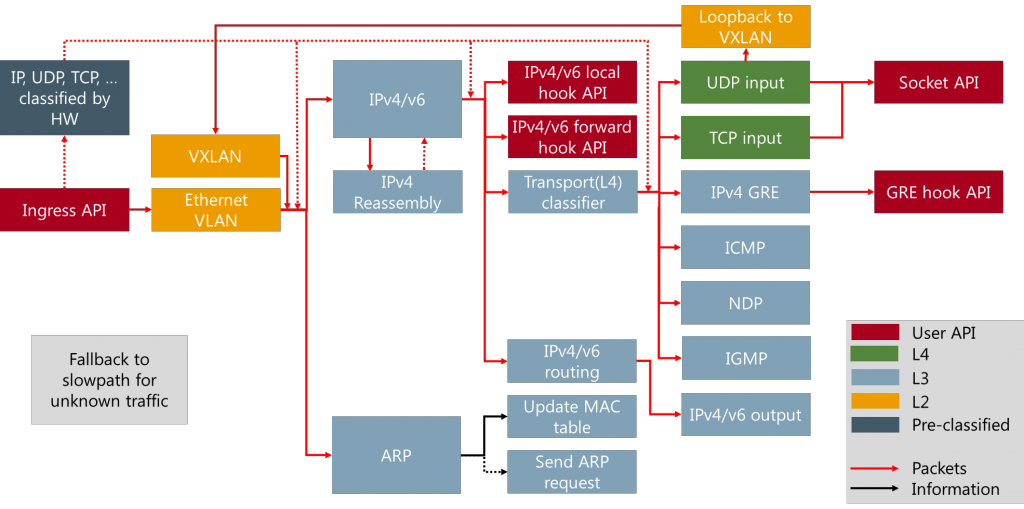 Loopback to
VXLAN
IP, UDP, TCP, ...
classified by
HW
IPv4/v6
IPv4/v6 local
hook API
UDP input
Socket API
IPv4/v6 forward
hook API
TCP input
VXLAN
IPv4
Reassembly
Transport(L4)
classifier
IPv4 GRE
GRE hook API
Ingress API
Ethernet
VLAN
ICMP
NDP
Fallback to
slowpath for
unknown traffic
IPv4/v6
routing
IGMP
Update MAC
table
IPv4/v6 output
ARP
Send ARP
request
User API
L4
L3
L2
Pre-classified
Packets
Information